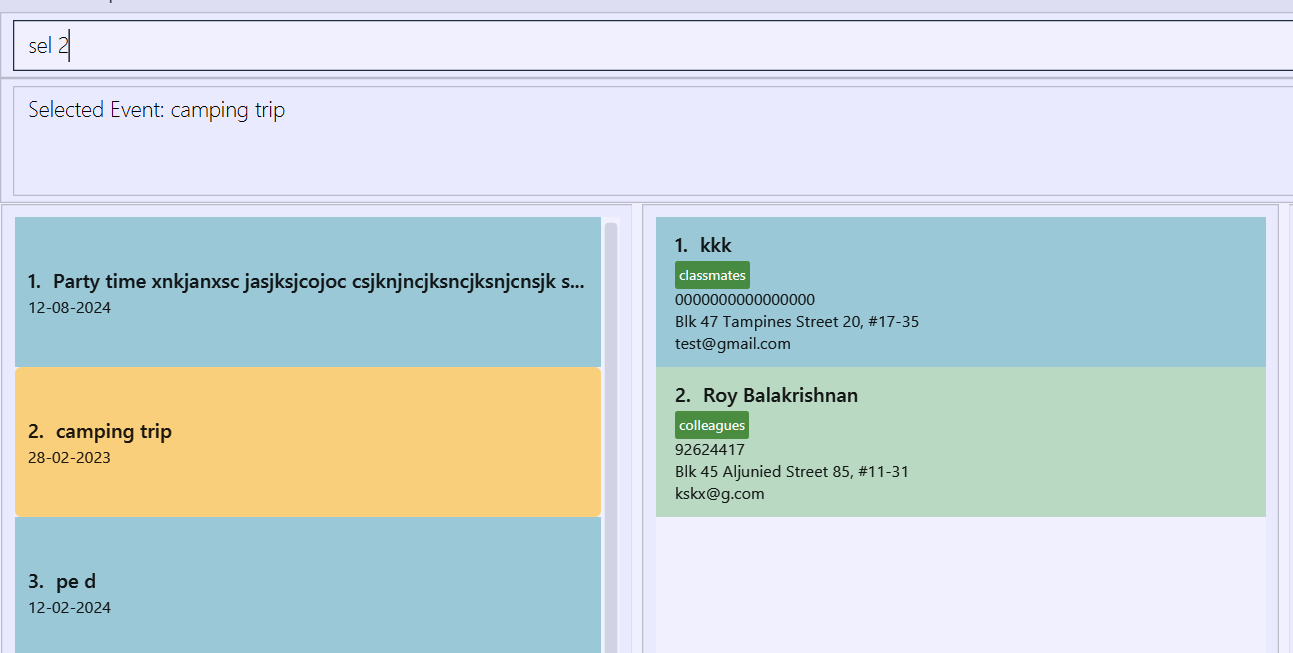 sel 2
Selected Event: camping trip
1. Party time xnkjanxsc jasjksjcojoc csjknjncjksncjksnjcnsjk s...
12-08-2024
2. camping trip
28-02-2023
3. pe d
12-02-2024
1. kkk
classmates
0000000000000000
Blk 47 Tampines Street 20, #17-35
test@gmail.com
2. Roy Balakrishnan
colleagues
92624417
Blk 45 Aljunied Street 85, #11-31
kskx@g.com